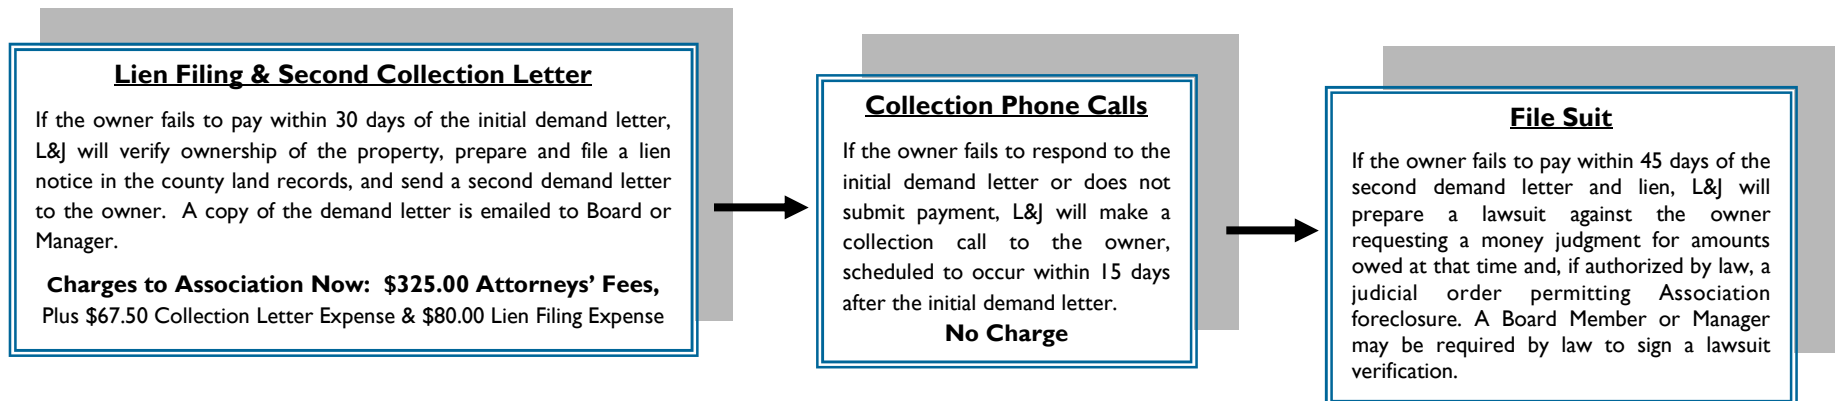 Lien Filing & Second Collection Letter
If the owner fails to pay within 30 days of the initial demand letter,
L&J will verify ownership of the property, prepare and file a lien
notice in the county land records, and send a second demand letter
to the owner.  A copy of the demand letter is emailed to Board or
Manager.
Charges to Association Now:  $325.00 Attorneys’ Fees,
Plus $67.50 Collection Letter Expense & $80.00 Lien Filing Expense
Collection Phone Calls
If the owner fails to respond to the
initial demand letter or does not
submit payment, L&J will make a
collection call to the owner,
scheduled to occur within 15 days
after the initial demand letter.
No Charge
File Suit
If the owner fails to pay within 45 days of the
second demand letter and lien, L&J will
prepare a lawsuit against the owner
requesting a money judgment for amounts
owed at that time and, if authorized by law, a
judicial order permitting Association
foreclosure. A Board Member or Manager
may be required by law to sign a lawsuit
verification.